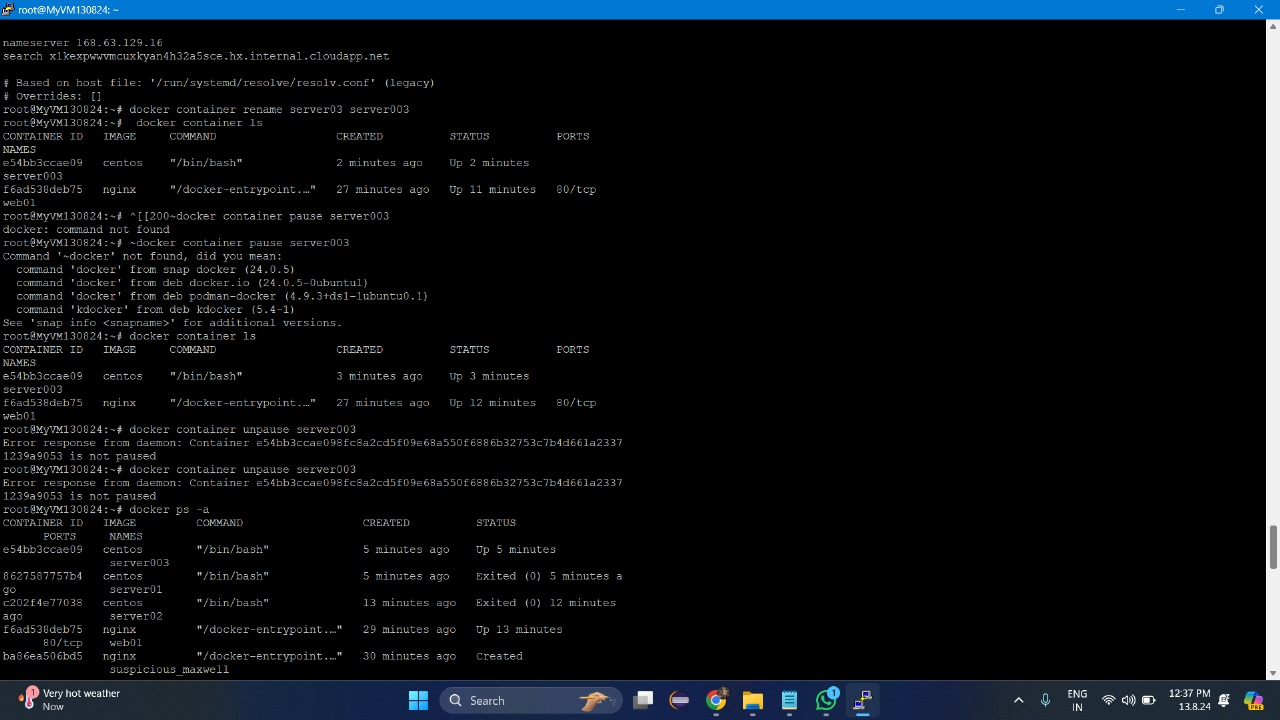 root@MyVM130824: ~
nameserver 168.63.129.16
search x1kexpwwvmcuxkyan4h32a5sce.hx.internal.cloudapp.net
# Based on host file: '/run/systemd/resolve/resolv.conf' (legacy)
# Overrides: []
root@MyVM130824:~# docker container rename server03 server003
root@MyVM130824:~#  docker container ls
CONTAINER ID   IMAGE     COMMAND                  CREATED          STATUS          PORTS
NAMES
e54bb3ccae09   centos    "/bin/bash"              2 minutes ago    Up 2 minutes
server003
f6ad538deb75   nginx     "/docker-entrypoint.…"   27 minutes ago   Up 11 minutes   80/tcp
web01
root@MyVM130824:~# ^[[200~docker container pause server003
docker: command not found
root@MyVM130824:~# ~docker container pause server003
Command '~docker' not found, did you mean:
  command 'docker' from snap docker (24.0.5)
  command 'docker' from deb docker.io (24.0.5-0ubuntu1)
  command 'docker' from deb podman-docker (4.9.3+ds1-1ubuntu0.1)
  command 'kdocker' from deb kdocker (5.4-1)
See 'snap info <snapname>' for additional versions.
root@MyVM130824:~# docker container ls
CONTAINER ID   IMAGE     COMMAND                  CREATED          STATUS          PORTS
NAMES
e54bb3ccae09   centos    "/bin/bash"              3 minutes ago    Up 3 minutes
server003
f6ad538deb75   nginx     "/docker-entrypoint.…"   27 minutes ago   Up 12 minutes   80/tcp
web01
root@MyVM130824:~# docker container unpause server003
Error response from daemon: Container e54bb3ccae098fc8a2cd5f09e68a550f6886b32753c7b4d661a2337
1239a9053 is not paused
root@MyVM130824:~# docker container unpause server003
Error response from daemon: Container e54bb3ccae098fc8a2cd5f09e68a550f6886b32753c7b4d661a2337
1239a9053 is not paused
root@MyVM130824:~# docker ps -a
CONTAINER ID   IMAGE         COMMAND                  CREATED          STATUS
      PORTS     NAMES
e54bb3ccae09   centos        "/bin/bash"              5 minutes ago    Up 5 minutes
                server003
8627587757b4   centos        "/bin/bash"              5 minutes ago    Exited (0) 5 minutes a
go              server01
c202f4e77038   centos        "/bin/bash"              13 minutes ago   Exited (0) 12 minutes
ago             server02
f6ad538deb75   nginx         "/docker-entrypoint.…"   29 minutes ago   Up 13 minutes
      80/tcp    web01
ba86ea506bd5   nginx         "/docker-entrypoint.…"   30 minutes ago   Created
                suspicious_maxwell
1
Very hot weather
Now
Search
1
ENG
IN
12:37 PM
13.8.24
PRE